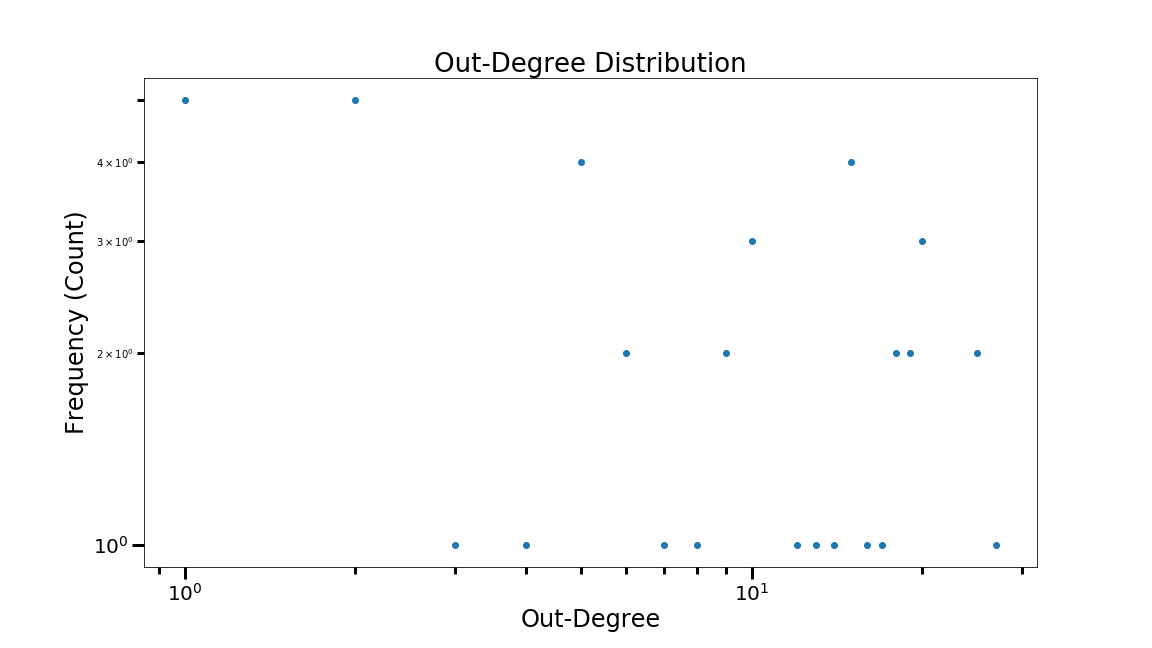 Out-Degree Distribution
Frequency (Count)
4 × 10⁰
3 × 10⁰
2 × 10⁰
10⁰
10⁰
10¹
Out-Degree